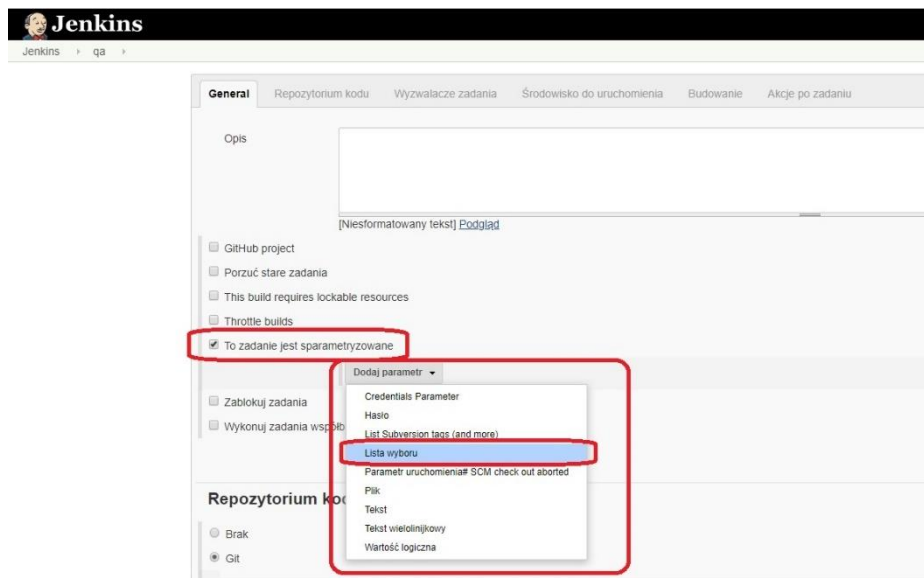 Jenkins
Jenkins qa
General Repozytorium kodu Wyzwalacze zadania Środowisko do uruchomienia Budowanie Akcje po zadaniu
Opis
[Niesformatowany tekst] Podgląd
GitHub project
Porzuć stare zadania
This build requires lockable resources
Throttle builds
To zadanie jest sparametryzowane
Dodaj parametr
Zablokuj zadania
Wykonuj zadania współb
Credentials Parameter
Hasło
List Subversion tags (and more)
Lista wyboru
Parametr uruchomienia# SCM check out aborted
Plik
Tekst
Tekst wielolinijkowy
Wartość logiczna
Repozytorium ko
Brak
Git